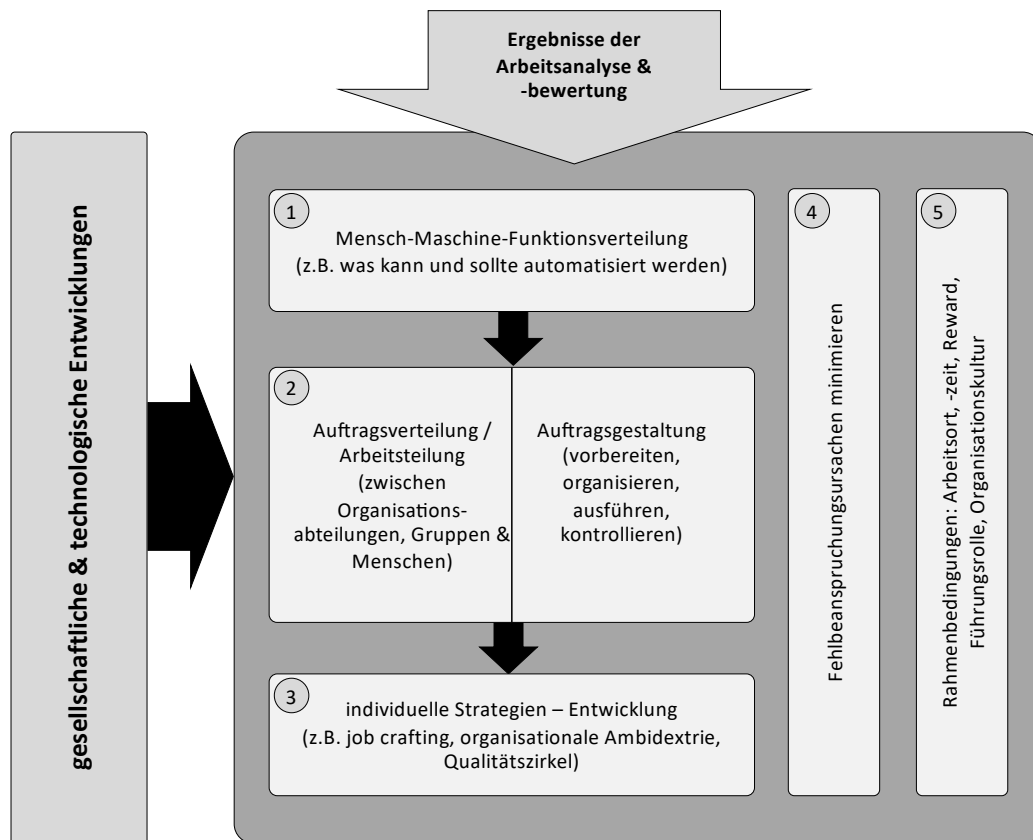 Ergebnisse der
Arbeitsanalyse &
-bewertung
gesellschaftliche & technologische Entwicklungen
1
Mensch-Maschine-Funktionsverteilung
(z.B. was kann und sollte automatisiert werden)
2
Auftragsverteilung /
Arbeitsteilung
(zwischen
Organisations-
abteilungen, Gruppen &
Menschen)
Auftragsgestaltung
(vorbereiten,
organisieren,
ausführen,
kontrollieren)
3
individuelle Strategien – Entwicklung
(z.B. job crafting, organisationale Ambidextrie,
Qualitätszirkel)
4
Fehlbeanspruchungsursachen minimieren
5
Rahmenbedingungen: Arbeitsort, -zeit, Reward,
Führungsrolle, Organisationskultur